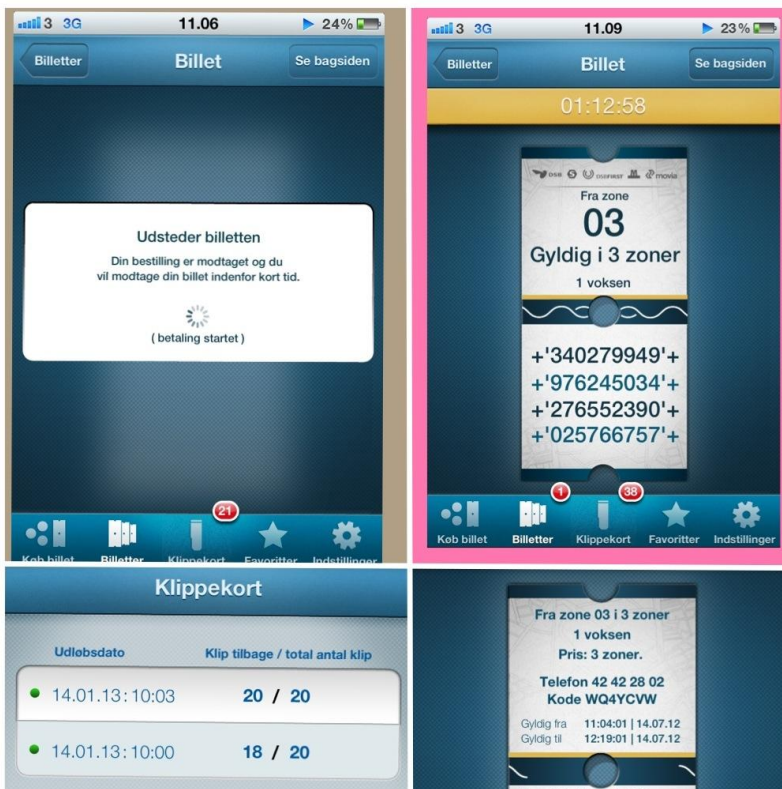 3 3G 11.06 24%
Billetter Billet Se bagsiden
Udsteder billetten
Din bestilling er modtaget og du
vil modtage din billet indenfor kort tid.
( betaling startet )
21
Køb billet Billetter Klippekort Favoritter Indstillinger
3 3G 11.09 23%
Billetter Billet Se bagsiden
01:12:58
DSB S movia
Fra zone
03
Gyldig i 3 zoner
1 voksen
+'340279949'+
+'976245034'+
+'276552390'+
+'025766757'+
1 38
Køb billet Billetter Klippekort Favoritter Indstillinger
Klippekort
Udløbsdato Klip tilbage / total antal klip
14.01.13:10:03 20 / 20
14.01.13:10:00 18 / 20
Fra zone 03 i 3 zoner
1 voksen
Pris: 3 zoner.
Telefon 42 42 28 02
Kode WQ4YCVW
Gyldig fra 11:04:01 | 14.07.12
Gyldig til 12:19:01 | 14.07.12